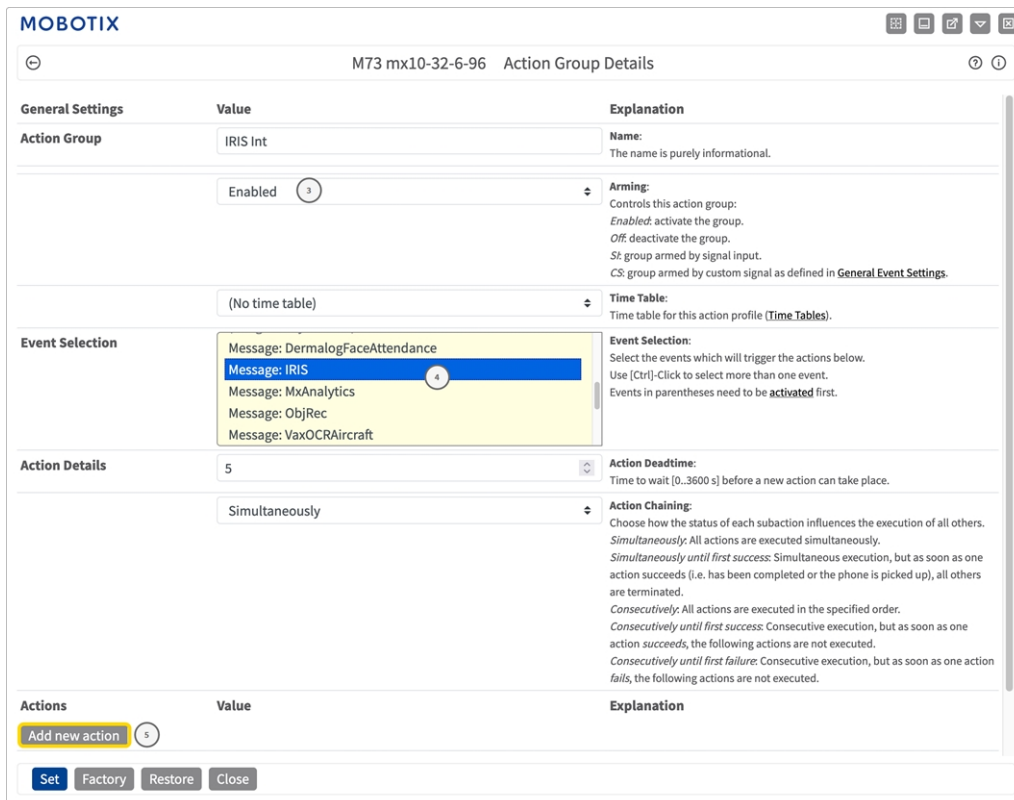 MOBOTIX
M73 mx10-32-6-96 Action Group Details
General Settings Value Explanation
Action Group IRIS Int Name:
The name is purely informational.
Enabled 3 Arming:
Controls this action group:
Enabled: activate the group.
Off: deactivate the group.
SI: group armed by signal input.
CS: group armed by custom signal as defined in General Event Settings.
(No time table) Time Table:
Time table for this action profile (Time Tables).
Event Selection Event Selection:
Message: DermalogFaceAttendance Select the events which will trigger the actions below.
Message: IRIS 4 Use [Ctrl]-Click to select more than one event.
Message: MxAnalytics Events in parentheses need to be activated first.
Message: ObjRec
Message: VaxOCRAircraft
Action Details 5 Action Deadtime:
Time to wait [0..3600 s] before a new action can take place.
Simultaneously Action Chaining:
Choose how the status of each subaction influences the execution of all others.
Simultaneously: All actions are executed simultaneously.
Simultaneously until first success: Simultaneous execution, but as soon as one
action succeeds (i.e. has been completed or the phone is picked up), all others
are terminated.
Consecutively: All actions are executed in the specified order.
Consecutively until first success: Consecutive execution, but as soon as one
action succeeds, the following actions are not executed.
Consecutively until first failure: Consecutive execution, but as soon as one action
fails, the following actions are not executed.
Actions Value Explanation
Add new action 5
Set Factory Restore Close